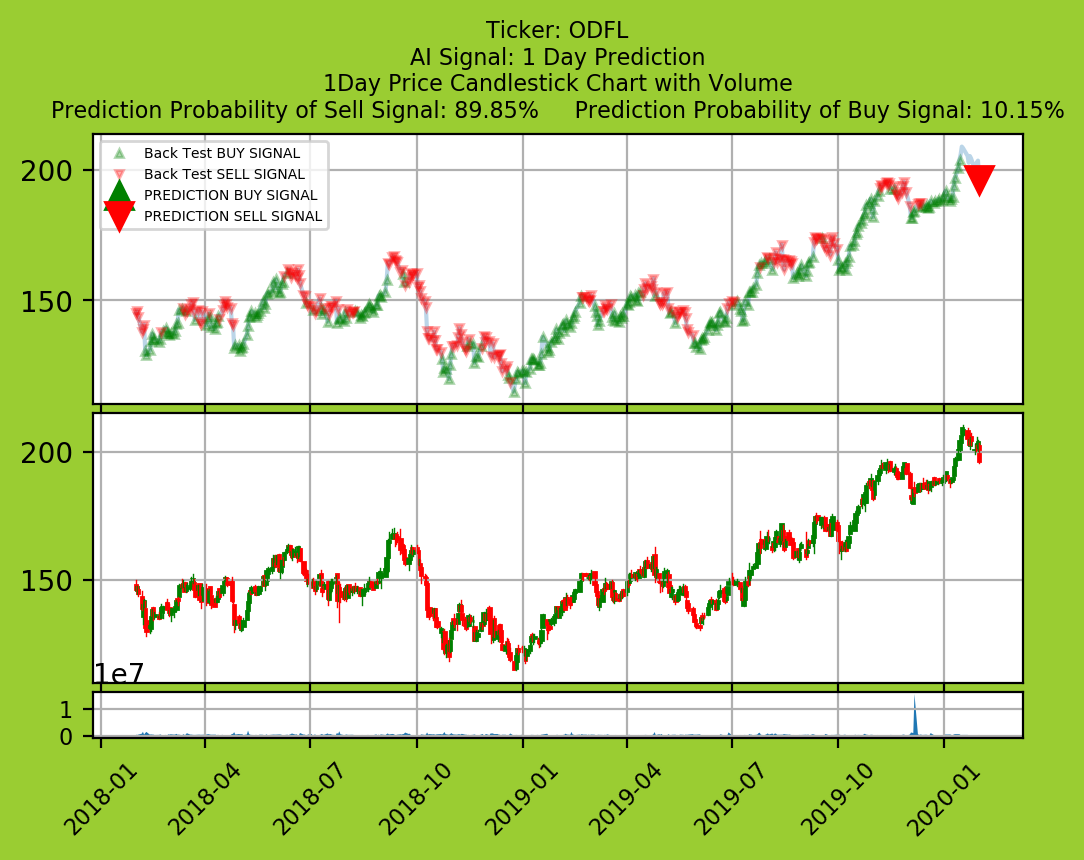 Ticker: ODFL
AI Signal: 1 Day Prediction
1Day Price Candlestick Chart with Volume
Prediction Probability of Sell Signal: 89.85% Prediction Probability of Buy Signal: 10.15%
Back Test BUY SIGNAL
Back Test SELL SIGNAL
PREDICTION BUY SIGNAL
PREDICTION SELL SIGNAL
200
150
200
150
1e7
1
0
2018-01
2018-04
2018-07
2018-10
2019-01
2019-04
2019-07
2019-10
2020-01